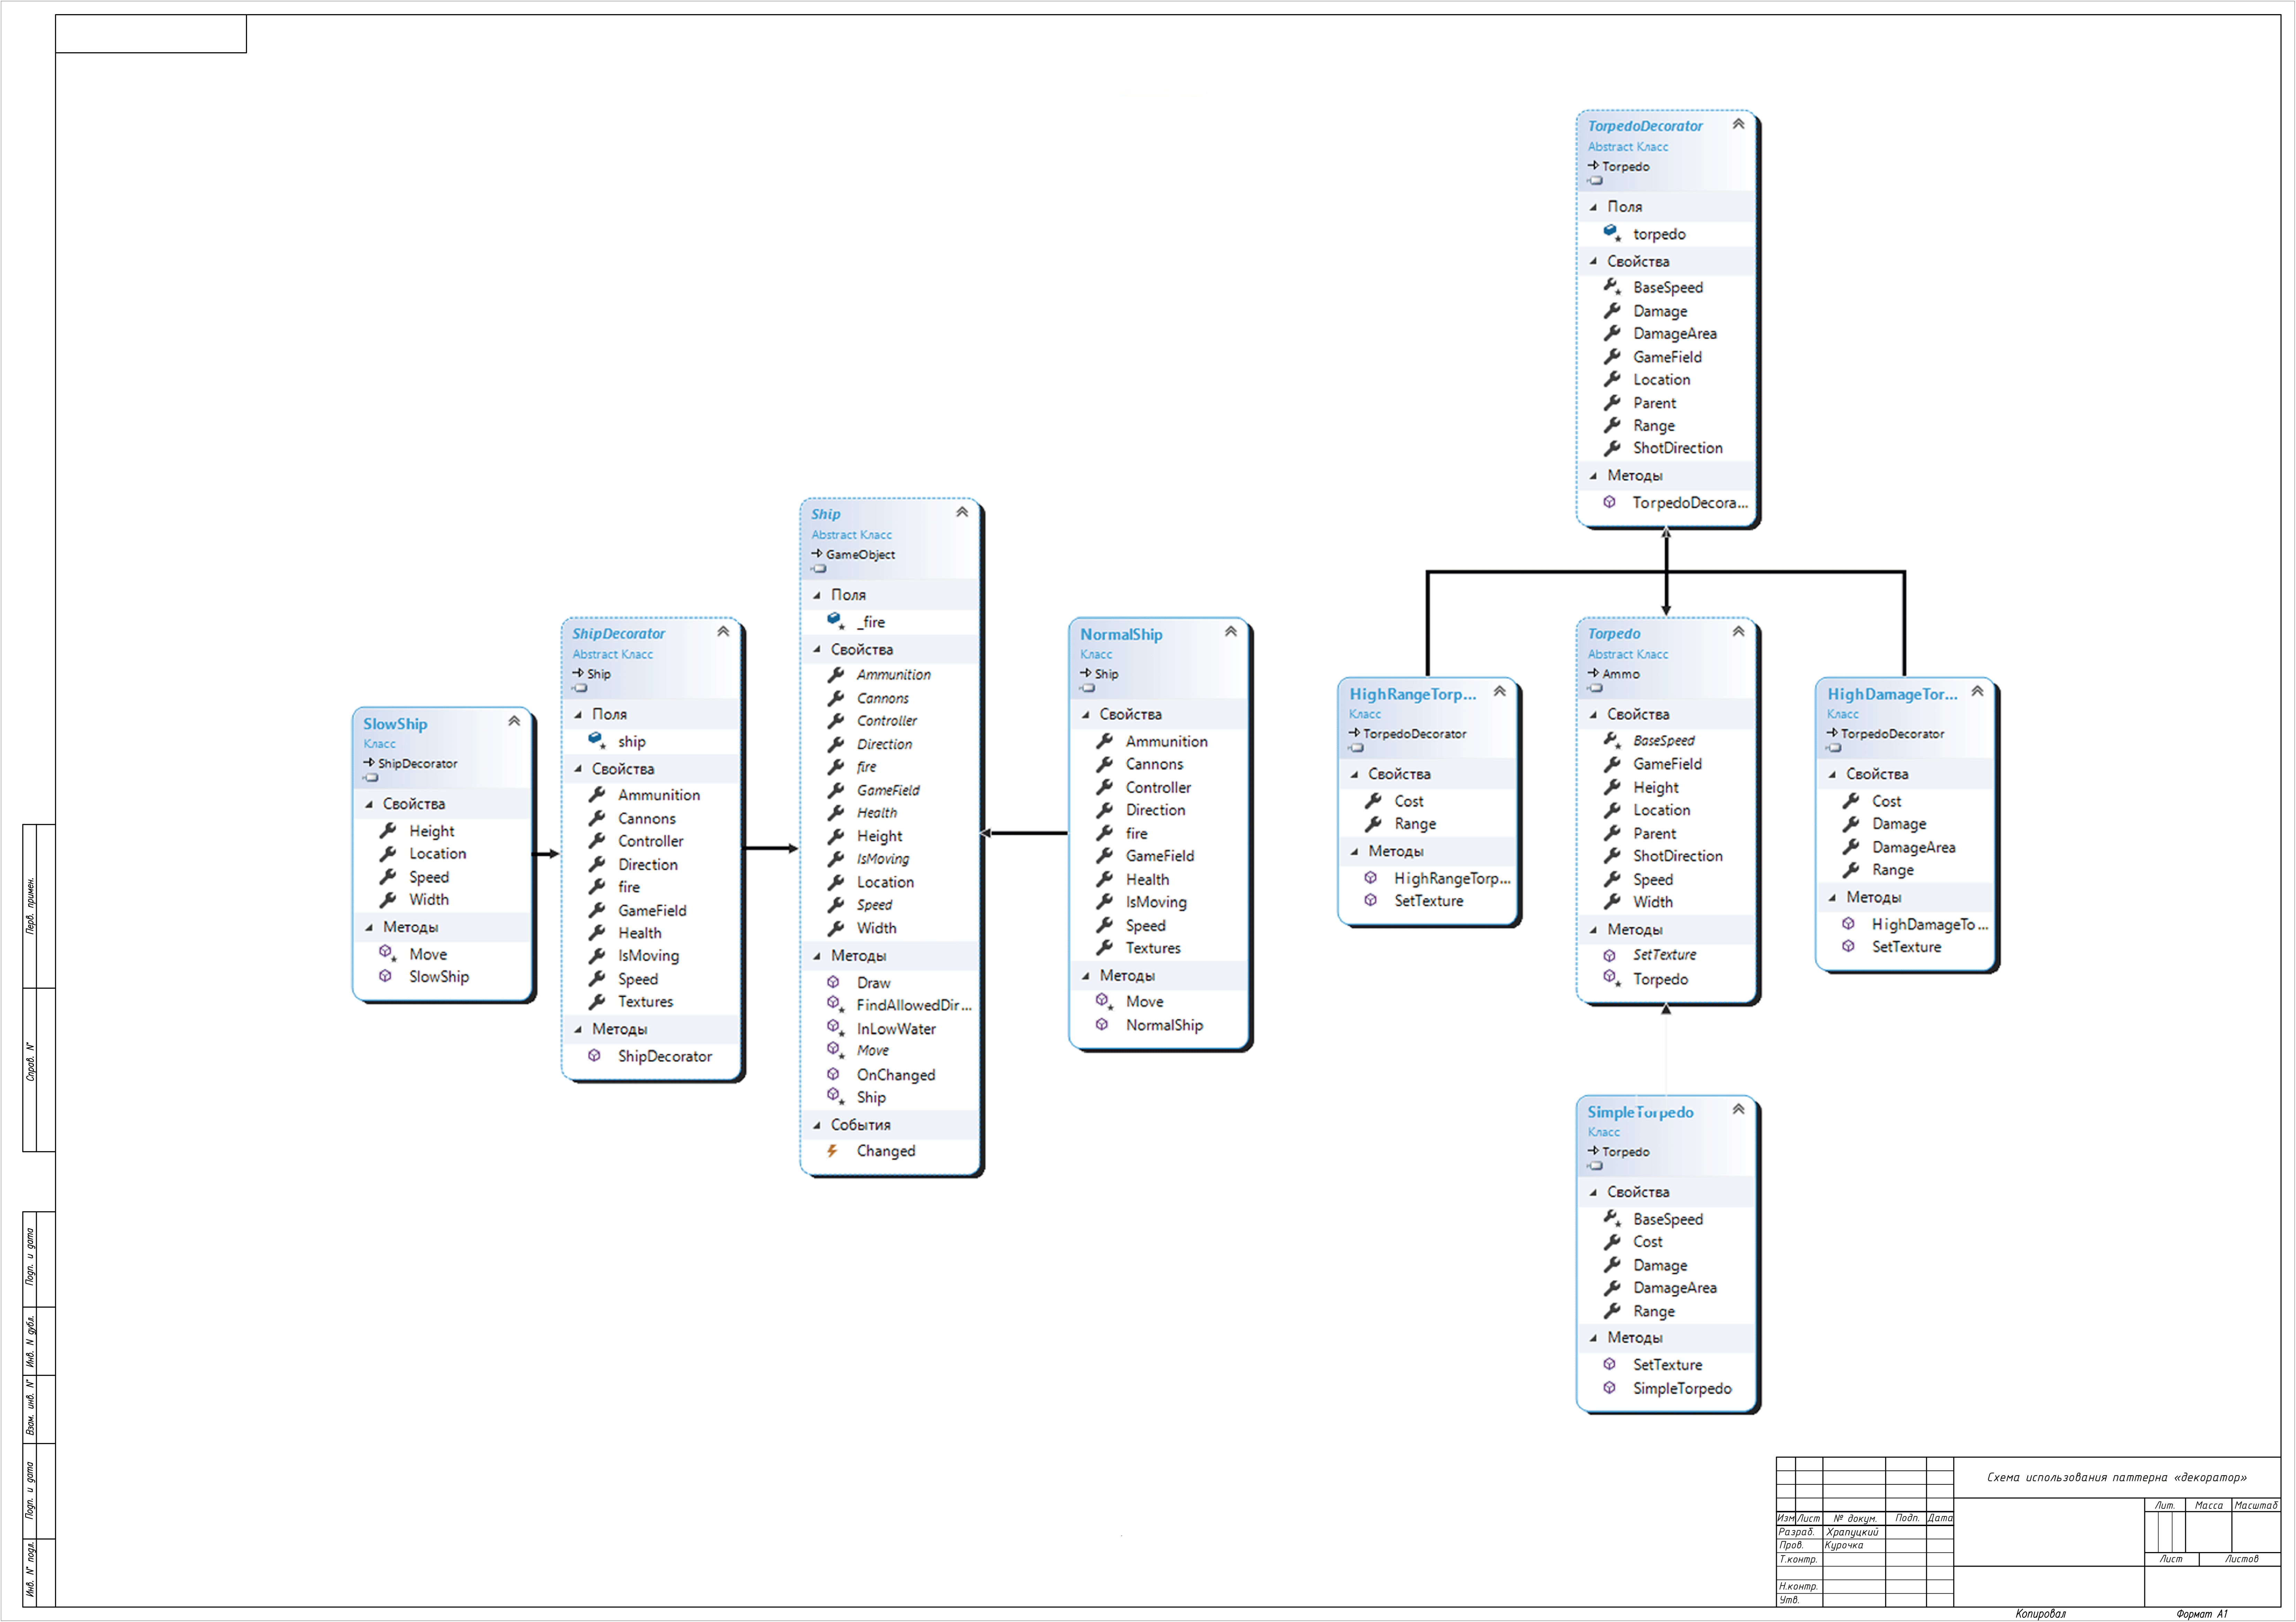 TorpedoDecorator
Abstract Класс
Torpedo
Поля
torpedo
Свойства
BaseSpeed
Damage
DamageArea
GameField
Location
Parent
Range
ShotDirection
Методы
TorpedoDecora...
Ship
Abstract Класс
GameObject
Поля
_fire
Свойства
Ammunition
Cannons
Controller
Direction
fire
GameField
Health
Height
IsMoving
Location
Speed
Width
Методы
Draw
FindAllowedDir...
InLowWater
Move
OnChanged
Ship
События
Changed
ShipDecorator
Abstract Класс
Ship
Поля
ship
Свойства
Ammunition
Cannons
Controller
Direction
fire
GameField
Health
IsMoving
Speed
Textures
Методы
ShipDecorator
SlowShip
Класс
ShipDecorator
Свойства
Height
Location
Speed
Width
Методы
Move
SlowShip
NormalShip
Класс
Ship
Свойства
Ammunition
Cannons
Controller
Direction
fire
GameField
Health
IsMoving
Speed
Textures
Методы
Move
NormalShip
HighRangeTorp...
Класс
TorpedoDecorator
Свойства
Cost
Range
Методы
HighRangeTorp...
SetTexture
Torpedo
Abstract Класс
Ammo
Свойства
BaseSpeed
GameField
Height
Location
Parent
ShotDirection
Speed
Width
Методы
SetTexture
Torpedo
HighDamageTor...
Класс
TorpedoDecorator
Свойства
Cost
Damage
DamageArea
Range
Методы
HighDamageTo...
SetTexture
SimpleTorpedo
Класс
Torpedo
Свойства
BaseSpeed
Cost
Damage
DamageArea
Range
Методы
SetTexture
SimpleTorpedo
Перв. примен.
Справ. N°
Подп. и дата
Инв. N дубл.
Взам. инв. N°
Подп. и дата
Инв. N° подл.
Схема использования паттерна «декоратор»
Лит. Масса Масштаб
Изм Лист № докум. Подп. Дата
Разраб. Храпуцкий
Пров. Курочка
Т.контр.
Лист Листов
Н.контр.
Утв.
Копировал Формат А1